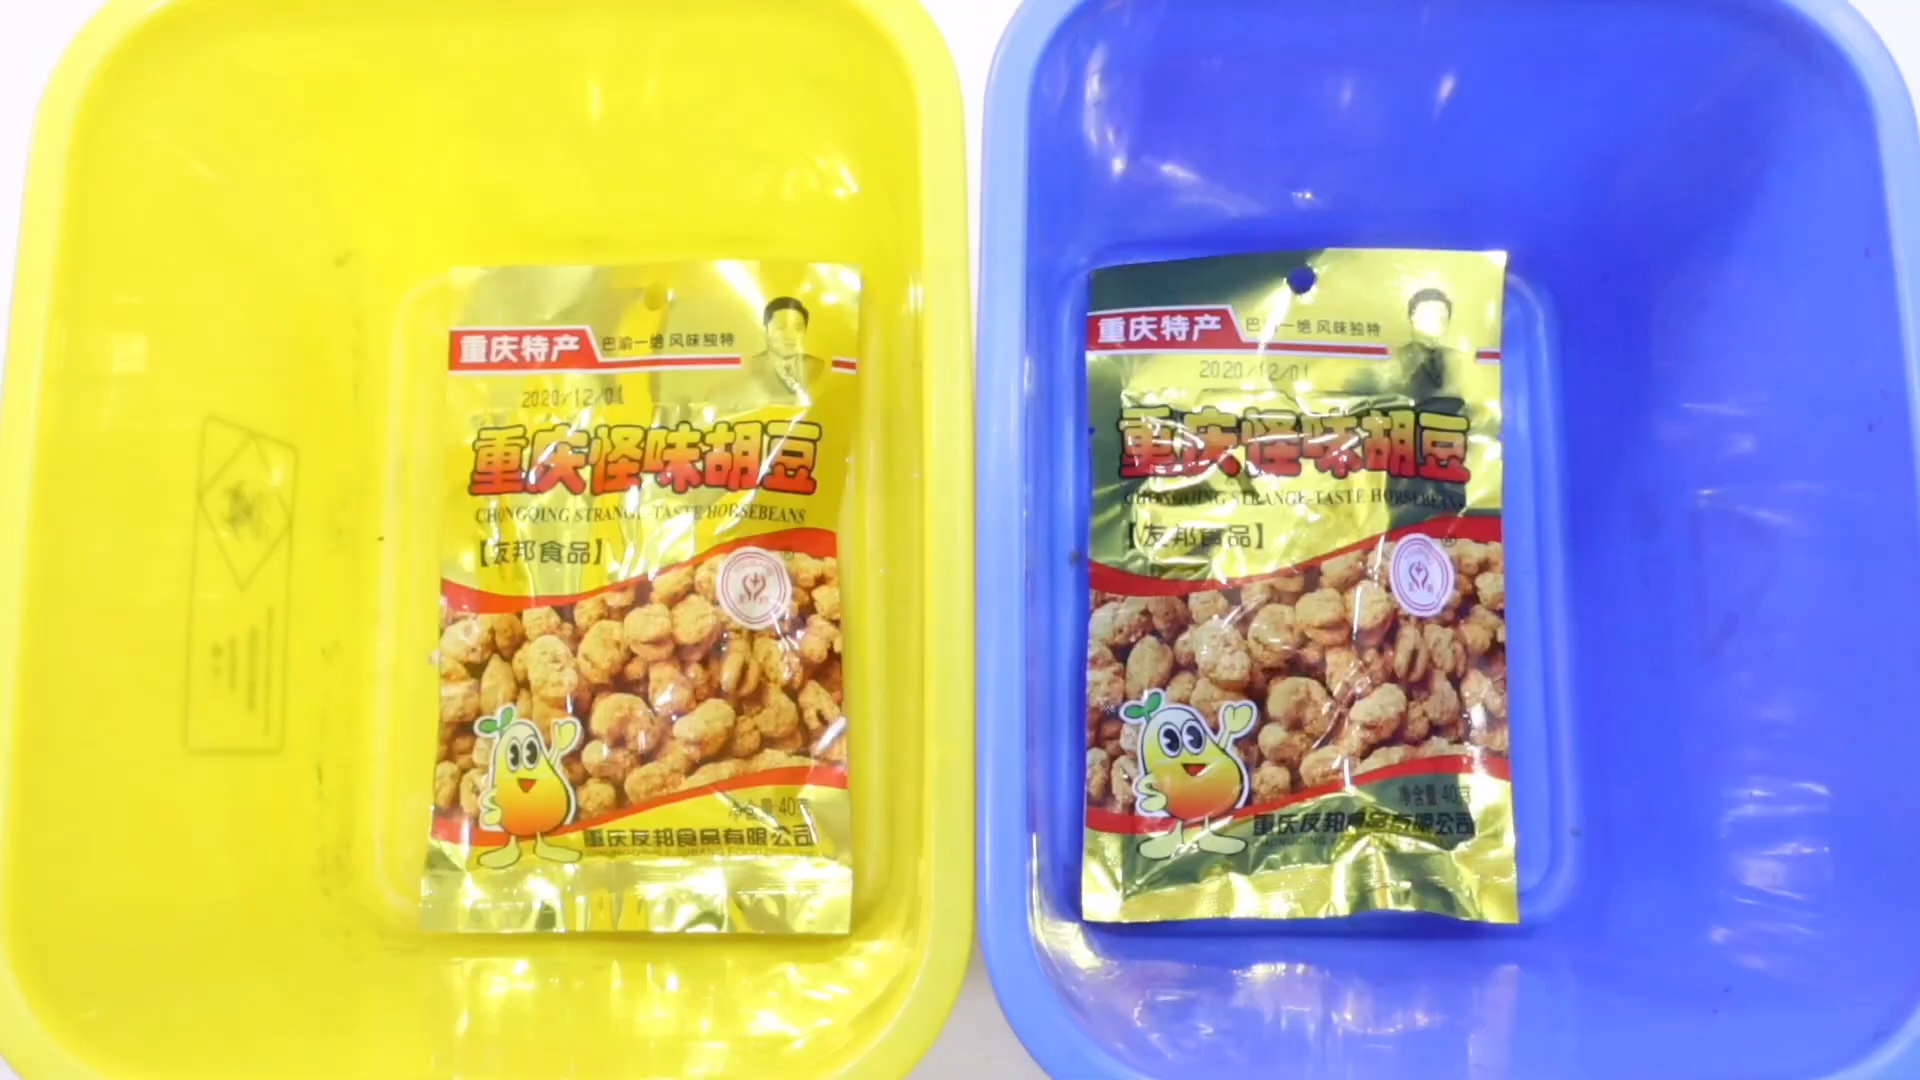 重庆特产
巴渝一绝 风味独特
2020/12/01
重庆怪味胡豆
CHONGQING STRANGE-TASTE HORSEBEANS
【友邦食品】
®
净含量:40克
重庆友邦食品有限公司
重庆特产
巴渝一绝 风味独特
2020/12/01
重庆怪味胡豆
CHONGQING STRANGE-TASTE HORSEBEANS
【友邦食品】
®
净含量:40克
重庆友邦食品有限公司